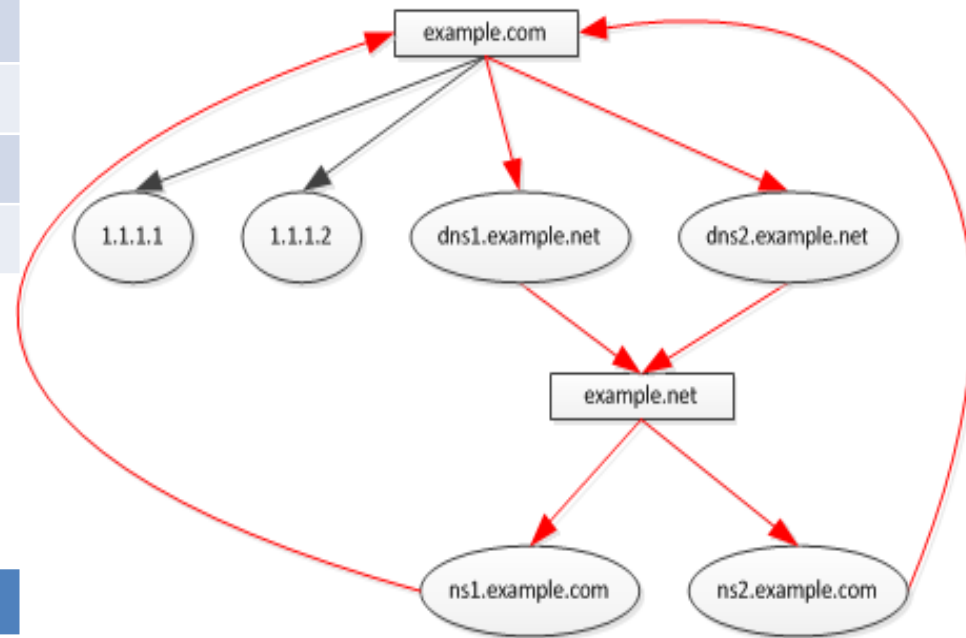 example.com
1.1.1.1
1.1.1.2
dns1.example.net
dns2.example.net
example.net
ns1.example.com
ns2.example.com